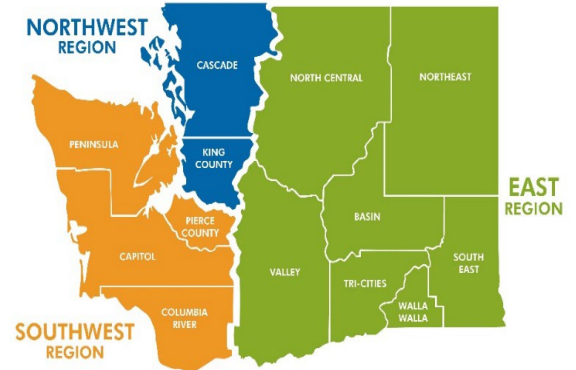 NORTHWEST
REGION
CASCADE
NORTH CENTRAL
NORTHEAST
PENINSULA
KING
COUNTY
EAST
REGION
PIERCE
COUNTY
BASIN
CAPITOL
VALLEY
TRI-CITIES
SOUTH
EAST
COLUMBIA
RIVER
WALLA
WALLA
SOUTHWEST
REGION